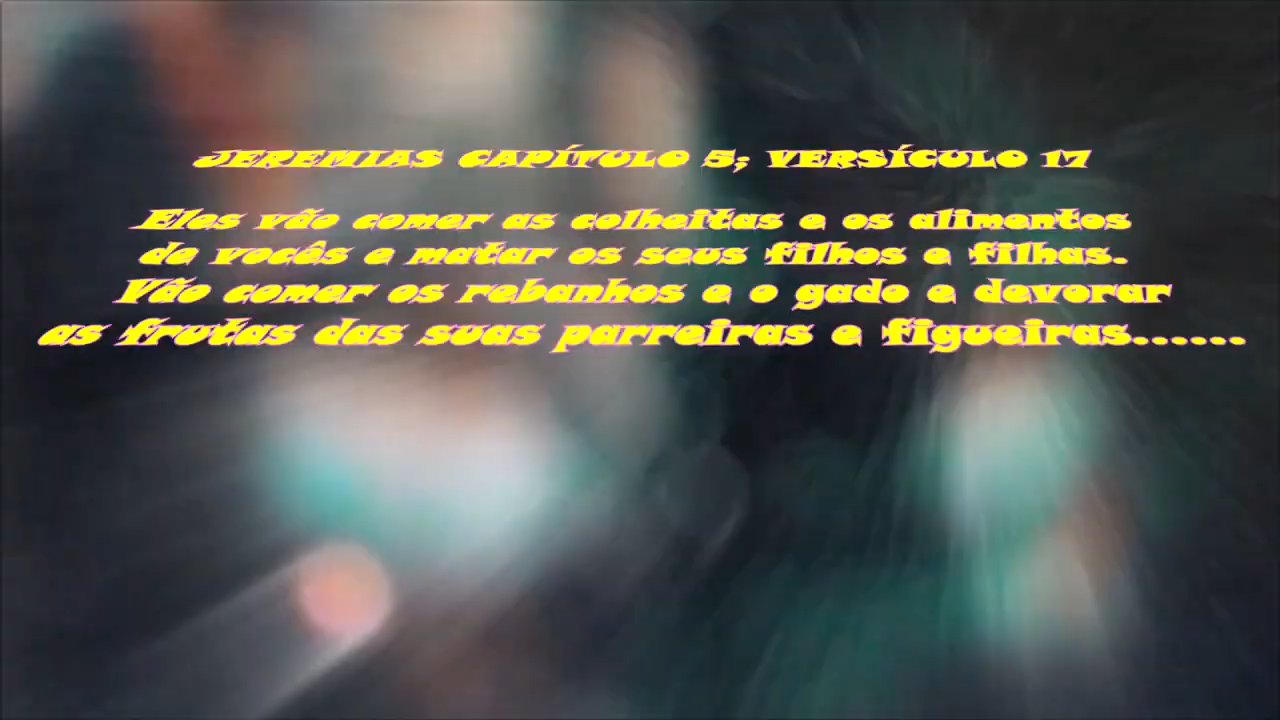 JEREMIAS CAPÍTULO 5; VERSÍCULO 17
Eles vão comer as colheitas e os alimentos
de vocês e matar os seus filhos e filhas.
Vão comer os rebanhos e o gado e devorar
as frutas das suas parreiras e figueiras......